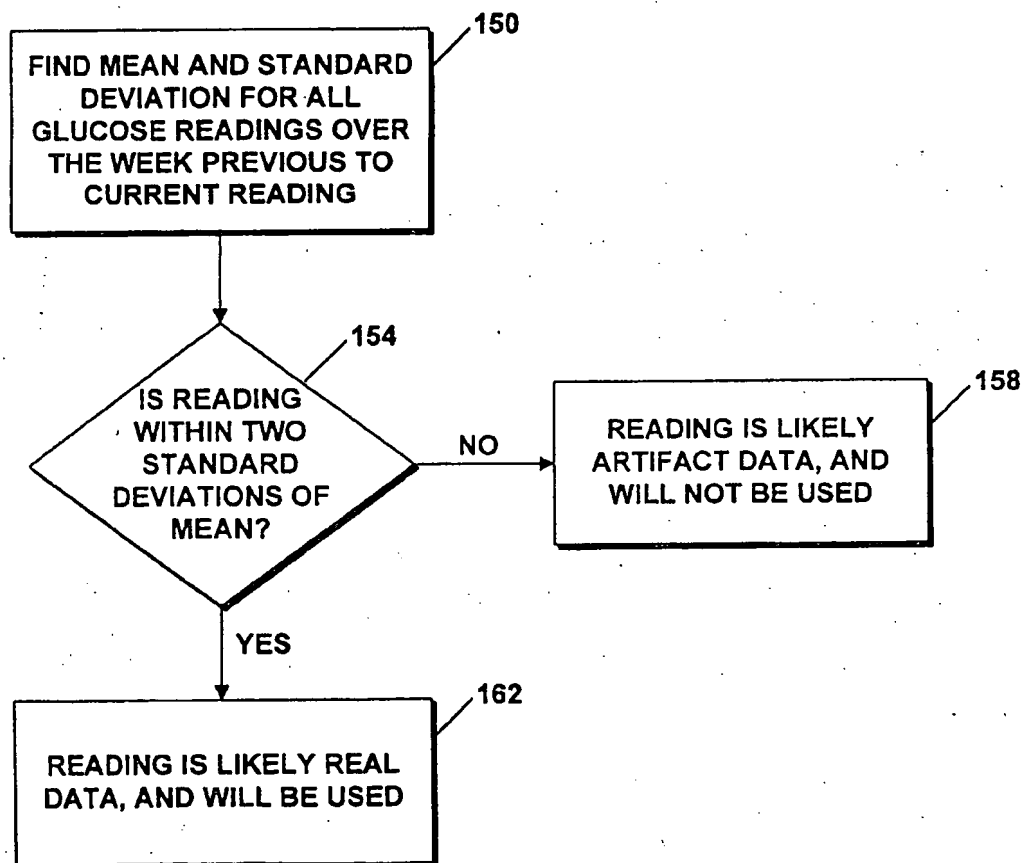 150
FIND MEAN AND STANDARD
DEVIATION FOR ALL
GLUCOSE READINGS OVER
THE WEEK PREVIOUS TO
CURRENT READING
154
IS READING
WITHIN TWO
STANDARD
DEVIATIONS OF
MEAN?
NO
158
READING IS LIKELY
ARTIFACT DATA, AND
WILL NOT BE USED
YES
162
READING IS LIKELY REAL
DATA, AND WILL BE USED